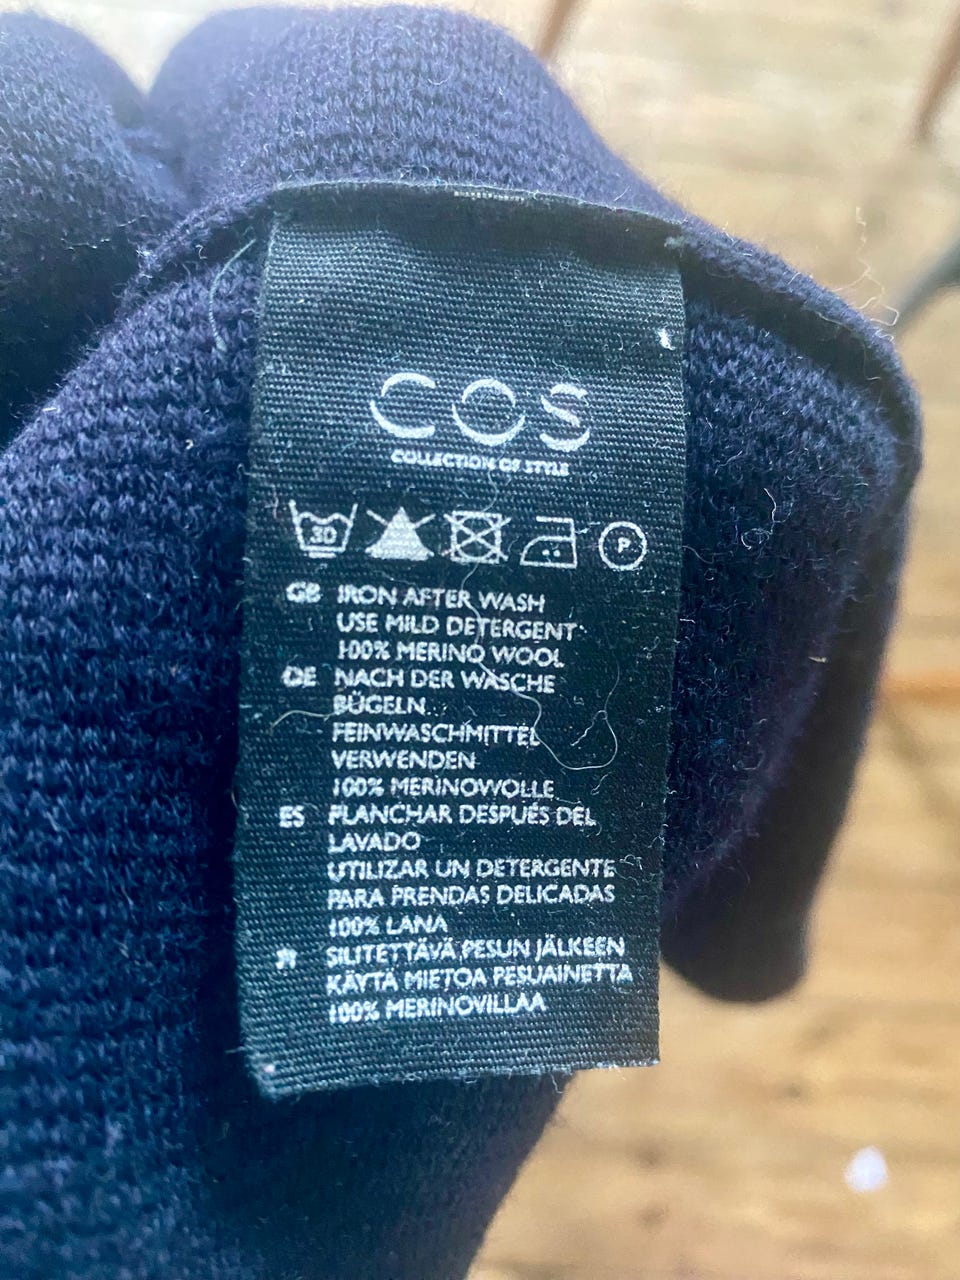 COS
COLLECTION OF STYLE
30 P
GB IRON AFTER WASH
USE MILD DETERGENT
100% MERINO WOOL
DE NACH DER WÄSCHE
BÜGELN
FEINWASCHMITTEL
VERWENDEN
100% MERINOWOLLE
ES PLANCHAR DESPUÉS DEL
LAVADO
UTILIZAR UN DETERGENTE
PARA PRENDAS DELICADAS
100% LANA
FI SILITETTÄVÄ PESUN JÄLKEEN
KÄYTÄ MIETOA PESUAINETTA
100% MERINOVILLAA